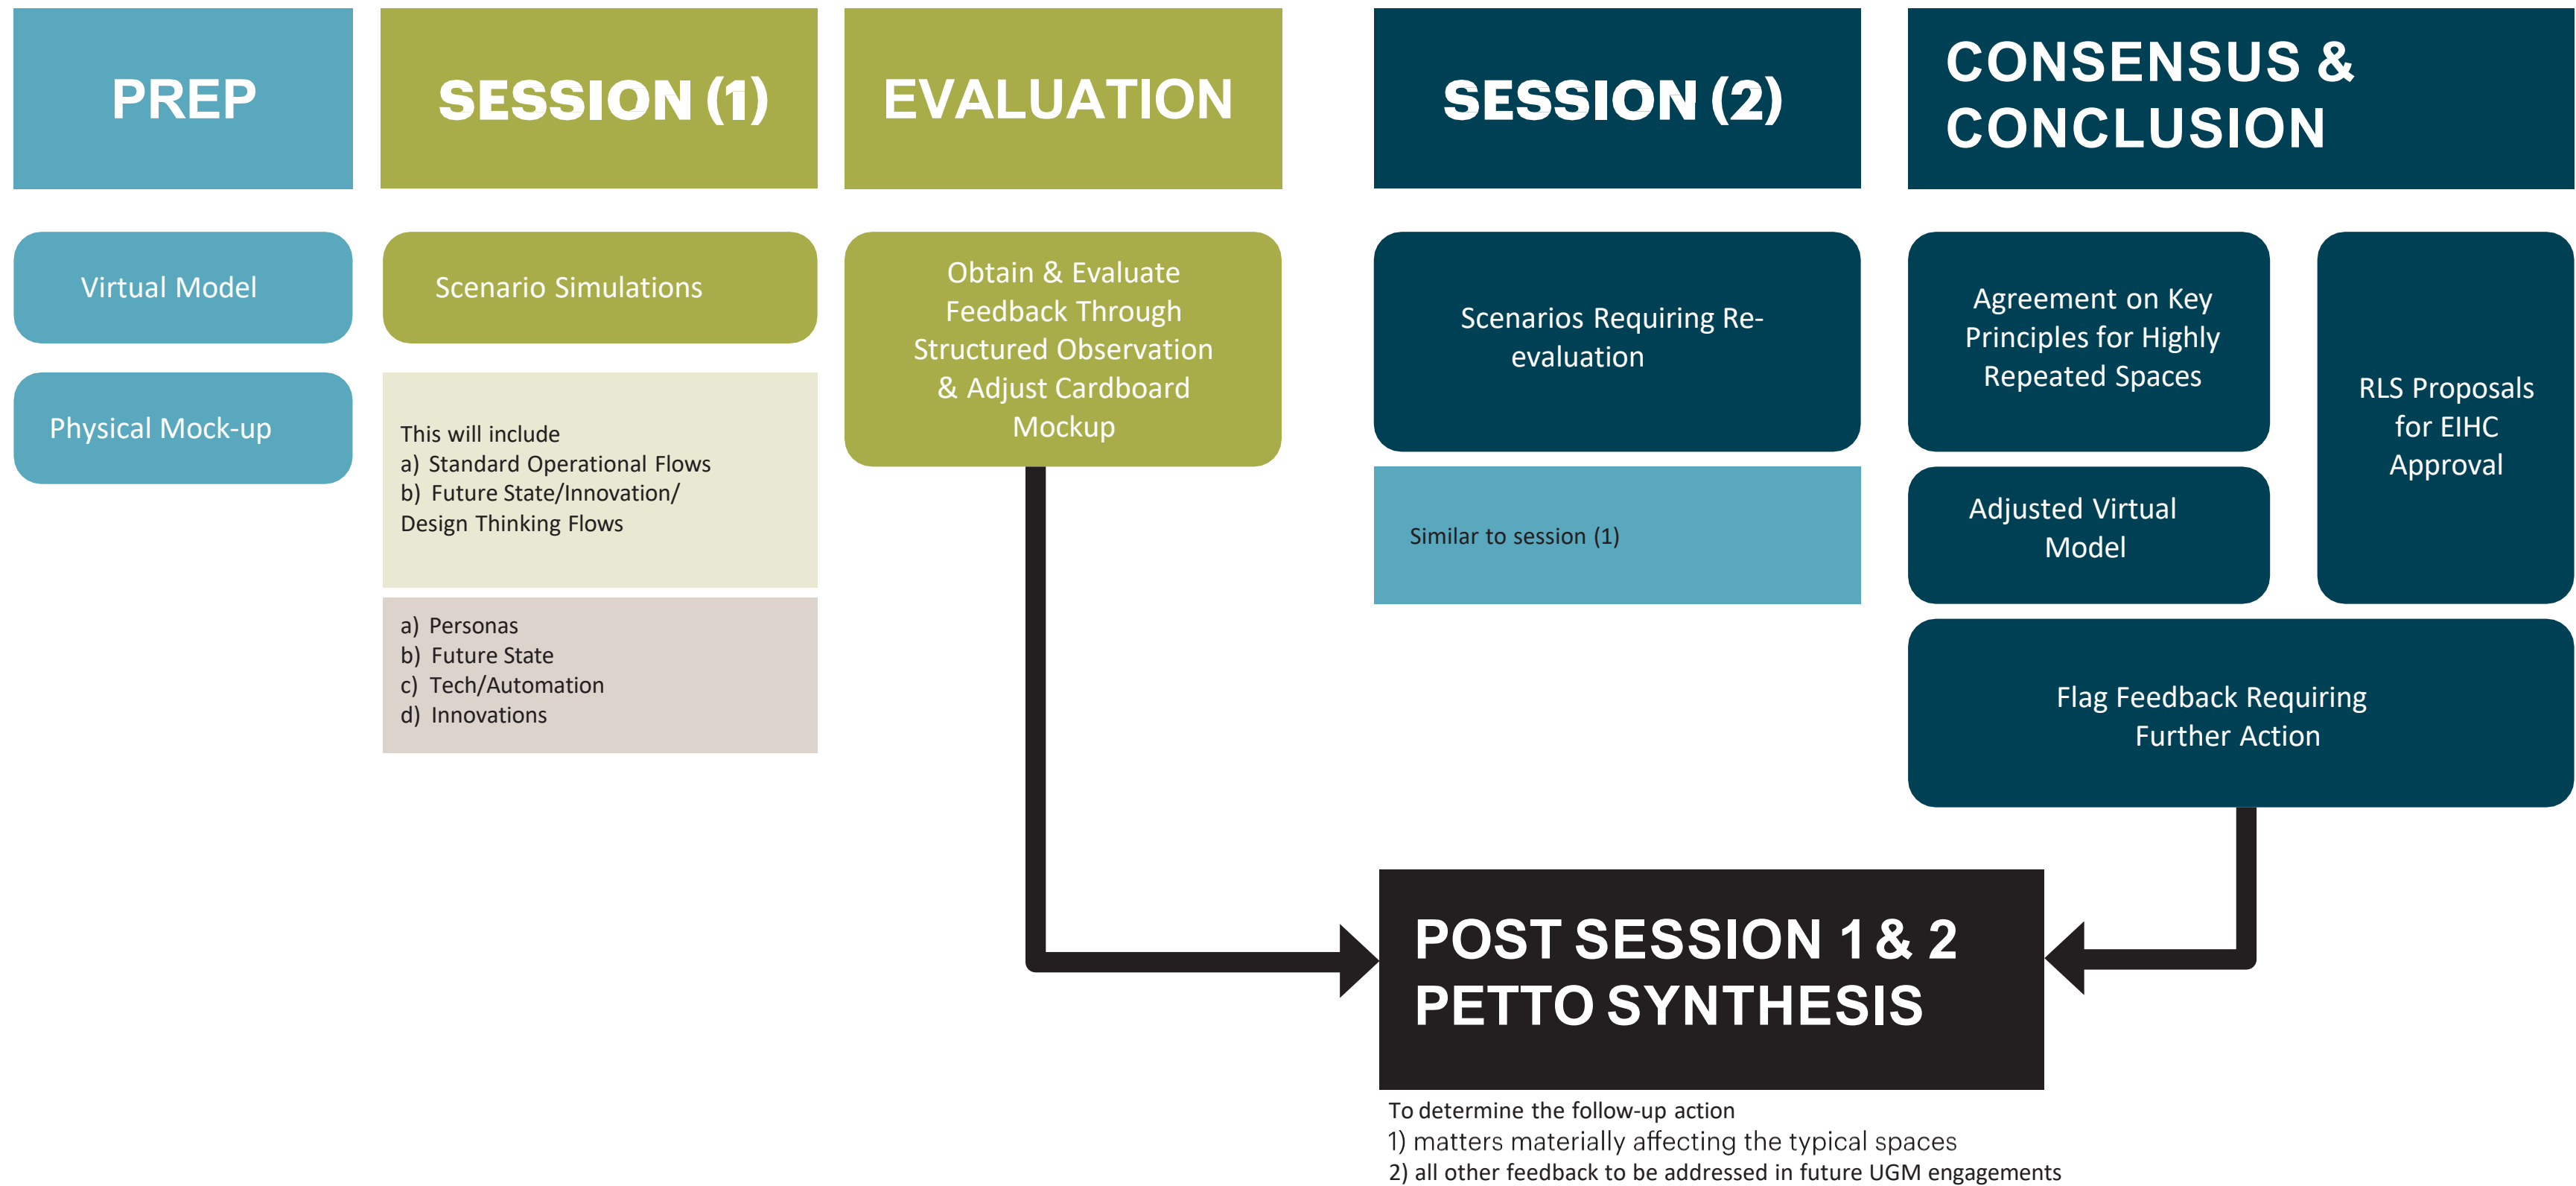 PREP
SESSION (1)
EVALUATION
SESSION (2)
CONSENSUS &
CONCLUSION
Virtual Model
Physical Mock-up
Scenario Simulations
This will include
a) Standard Operational Flows
b) Future State/Innovation/
Design Thinking Flows
a) Personas
b) Future State
c) Tech/Automation
d) Innovations
Obtain & Evaluate
Feedback Through
Structured Observation
& Adjust Cardboard
Mockup
Scenarios Requiring Re-
evaluation
Similar to session (1)
Agreement on Key
Principles for Highly
Repeated Spaces
Adjusted Virtual
Model
RLS Proposals
for EIHC
Approval
Flag Feedback Requiring
Further Action
POST SESSION 1 & 2
PETTO SYNTHESIS
To determine the follow-up action
1) matters materially affecting the typical spaces
2) all other feedback to be addressed in future UGM engagements